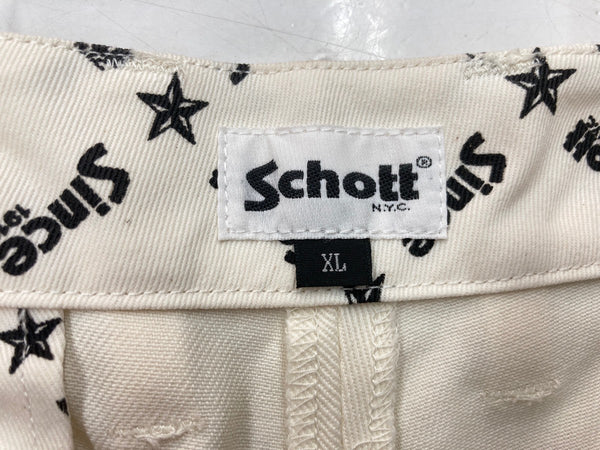 Schott®
N.Y.C.
XL
Since
Since